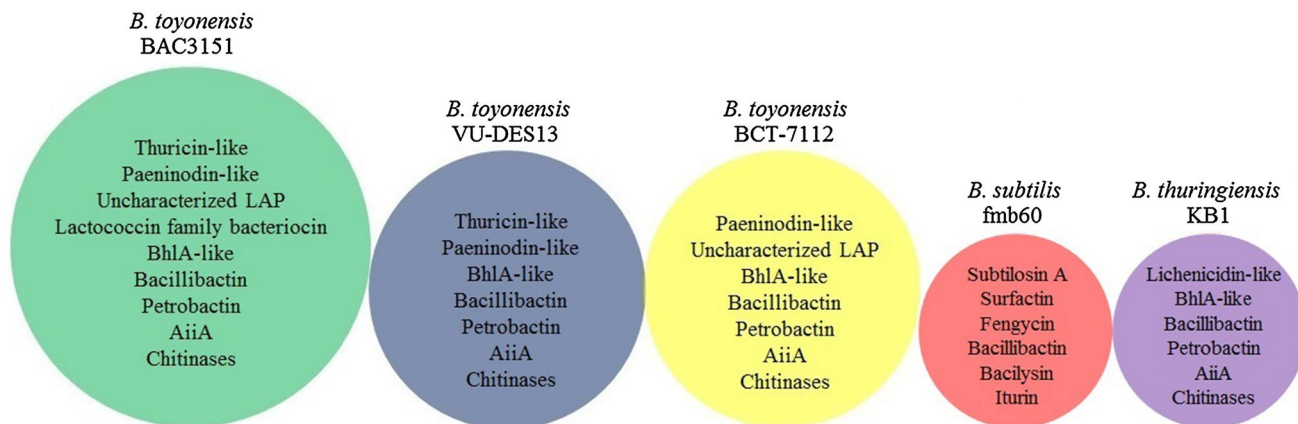 B. toyonensis
BAC3151
Thuricin-like
Paeninodin-like
Uncharacterized LAP
Lactococcin family bacteriocin
BhlA-like
Bacillibactin
Petrobactin
AiiA
Chitinases
B. toyonensis
VU-DES13
Thuricin-like
Paeninodin-like
BhlA-like
Bacillibactin
Petrobactin
AiiA
Chitinases
B. toyonensis
BCT-7112
Paeninodin-like
Uncharacterized LAP
BhlA-like
Bacillibactin
Petrobactin
AiiA
Chitinases
B. subtilis
fmb60
Subtilosin A
Surfactin
Fengycin
Bacillibactin
Bacilysin
Iturin
B. thuringiensis
KB1
Lichenicidin-like
BhlA-like
Bacillibactin
Petrobactin
AiiA
Chitinases